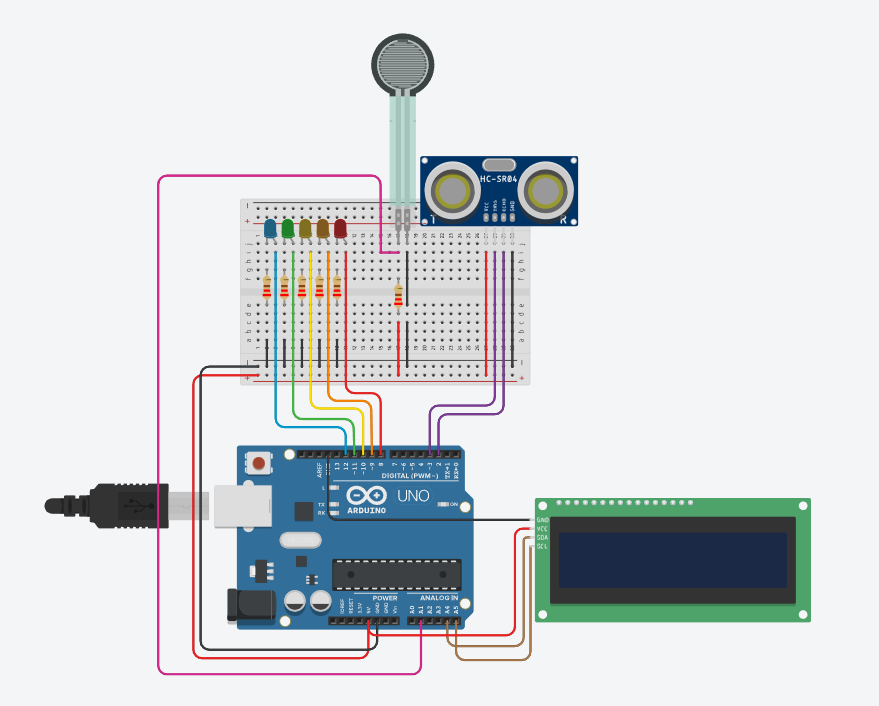 HC-SR04
VCC
TRIG
ECHO
GND
T
R
- -
+ +
j j
i i
h h
g g
f f
e e
d d
c c
b b
a a
- -
+ +
AREF
13
12
~11
~10
~9
8
7
~6
~5
4
~3
2
TX→1
RX←0
DIGITAL (PWM~)
L
TX
RX
UNO
ARDUINO
ON
GND
VCC
SDA
SCL
POWER
ANALOG IN
IOREF
RESET
3.3V
5V
GND
GND
Vin
A0
A1
A2
A3
A4
A5